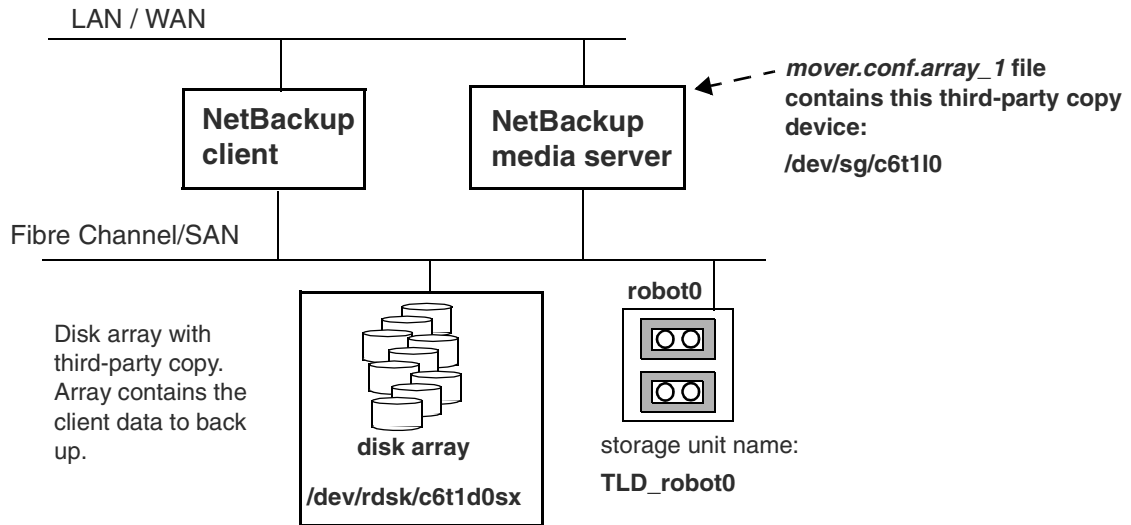 LAN / WAN
mover.conf.array_1 file
contains this third-party copy
device:
/dev/sg/c6t1l0
NetBackup
client
NetBackup
media server
Fibre Channel/SAN
robot0
Disk array with
third-party copy.
Array contains the
client data to back
up.
disk array
/dev/rdsk/c6t1d0sx
storage unit name:
TLD_robot0